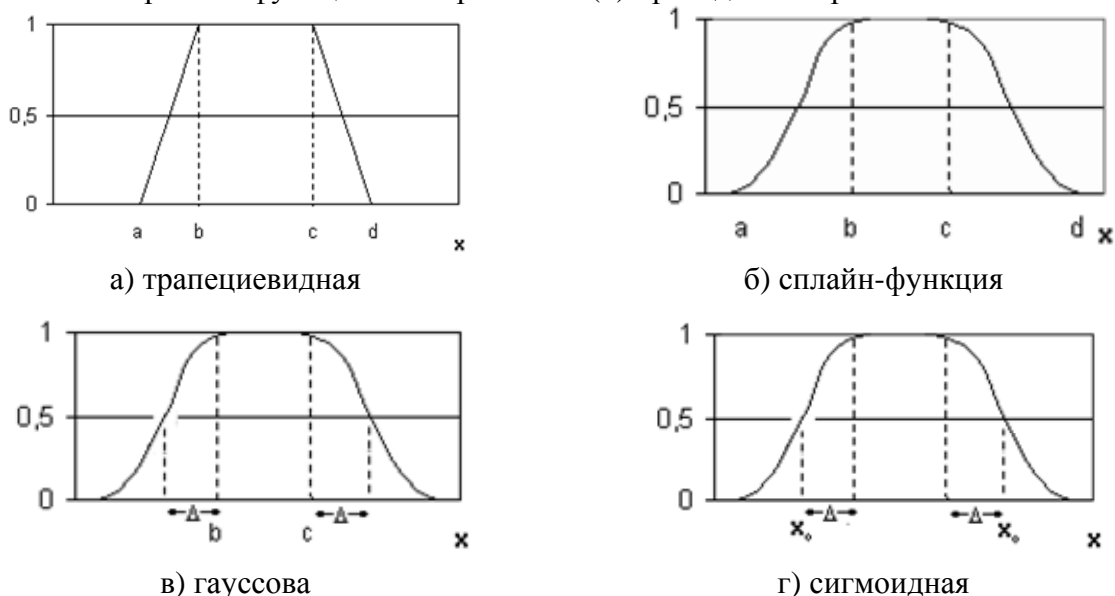 1
0,5
0
a b c d x
а) трапециевидная
1
0,5
0
a b c d x
б) сплайн-функция
1
0,5
0
Δ Δ
b c x
в) гауссова
1
0,5
0
Δ Δ
x₀ x₀ x
г) сигмоидная